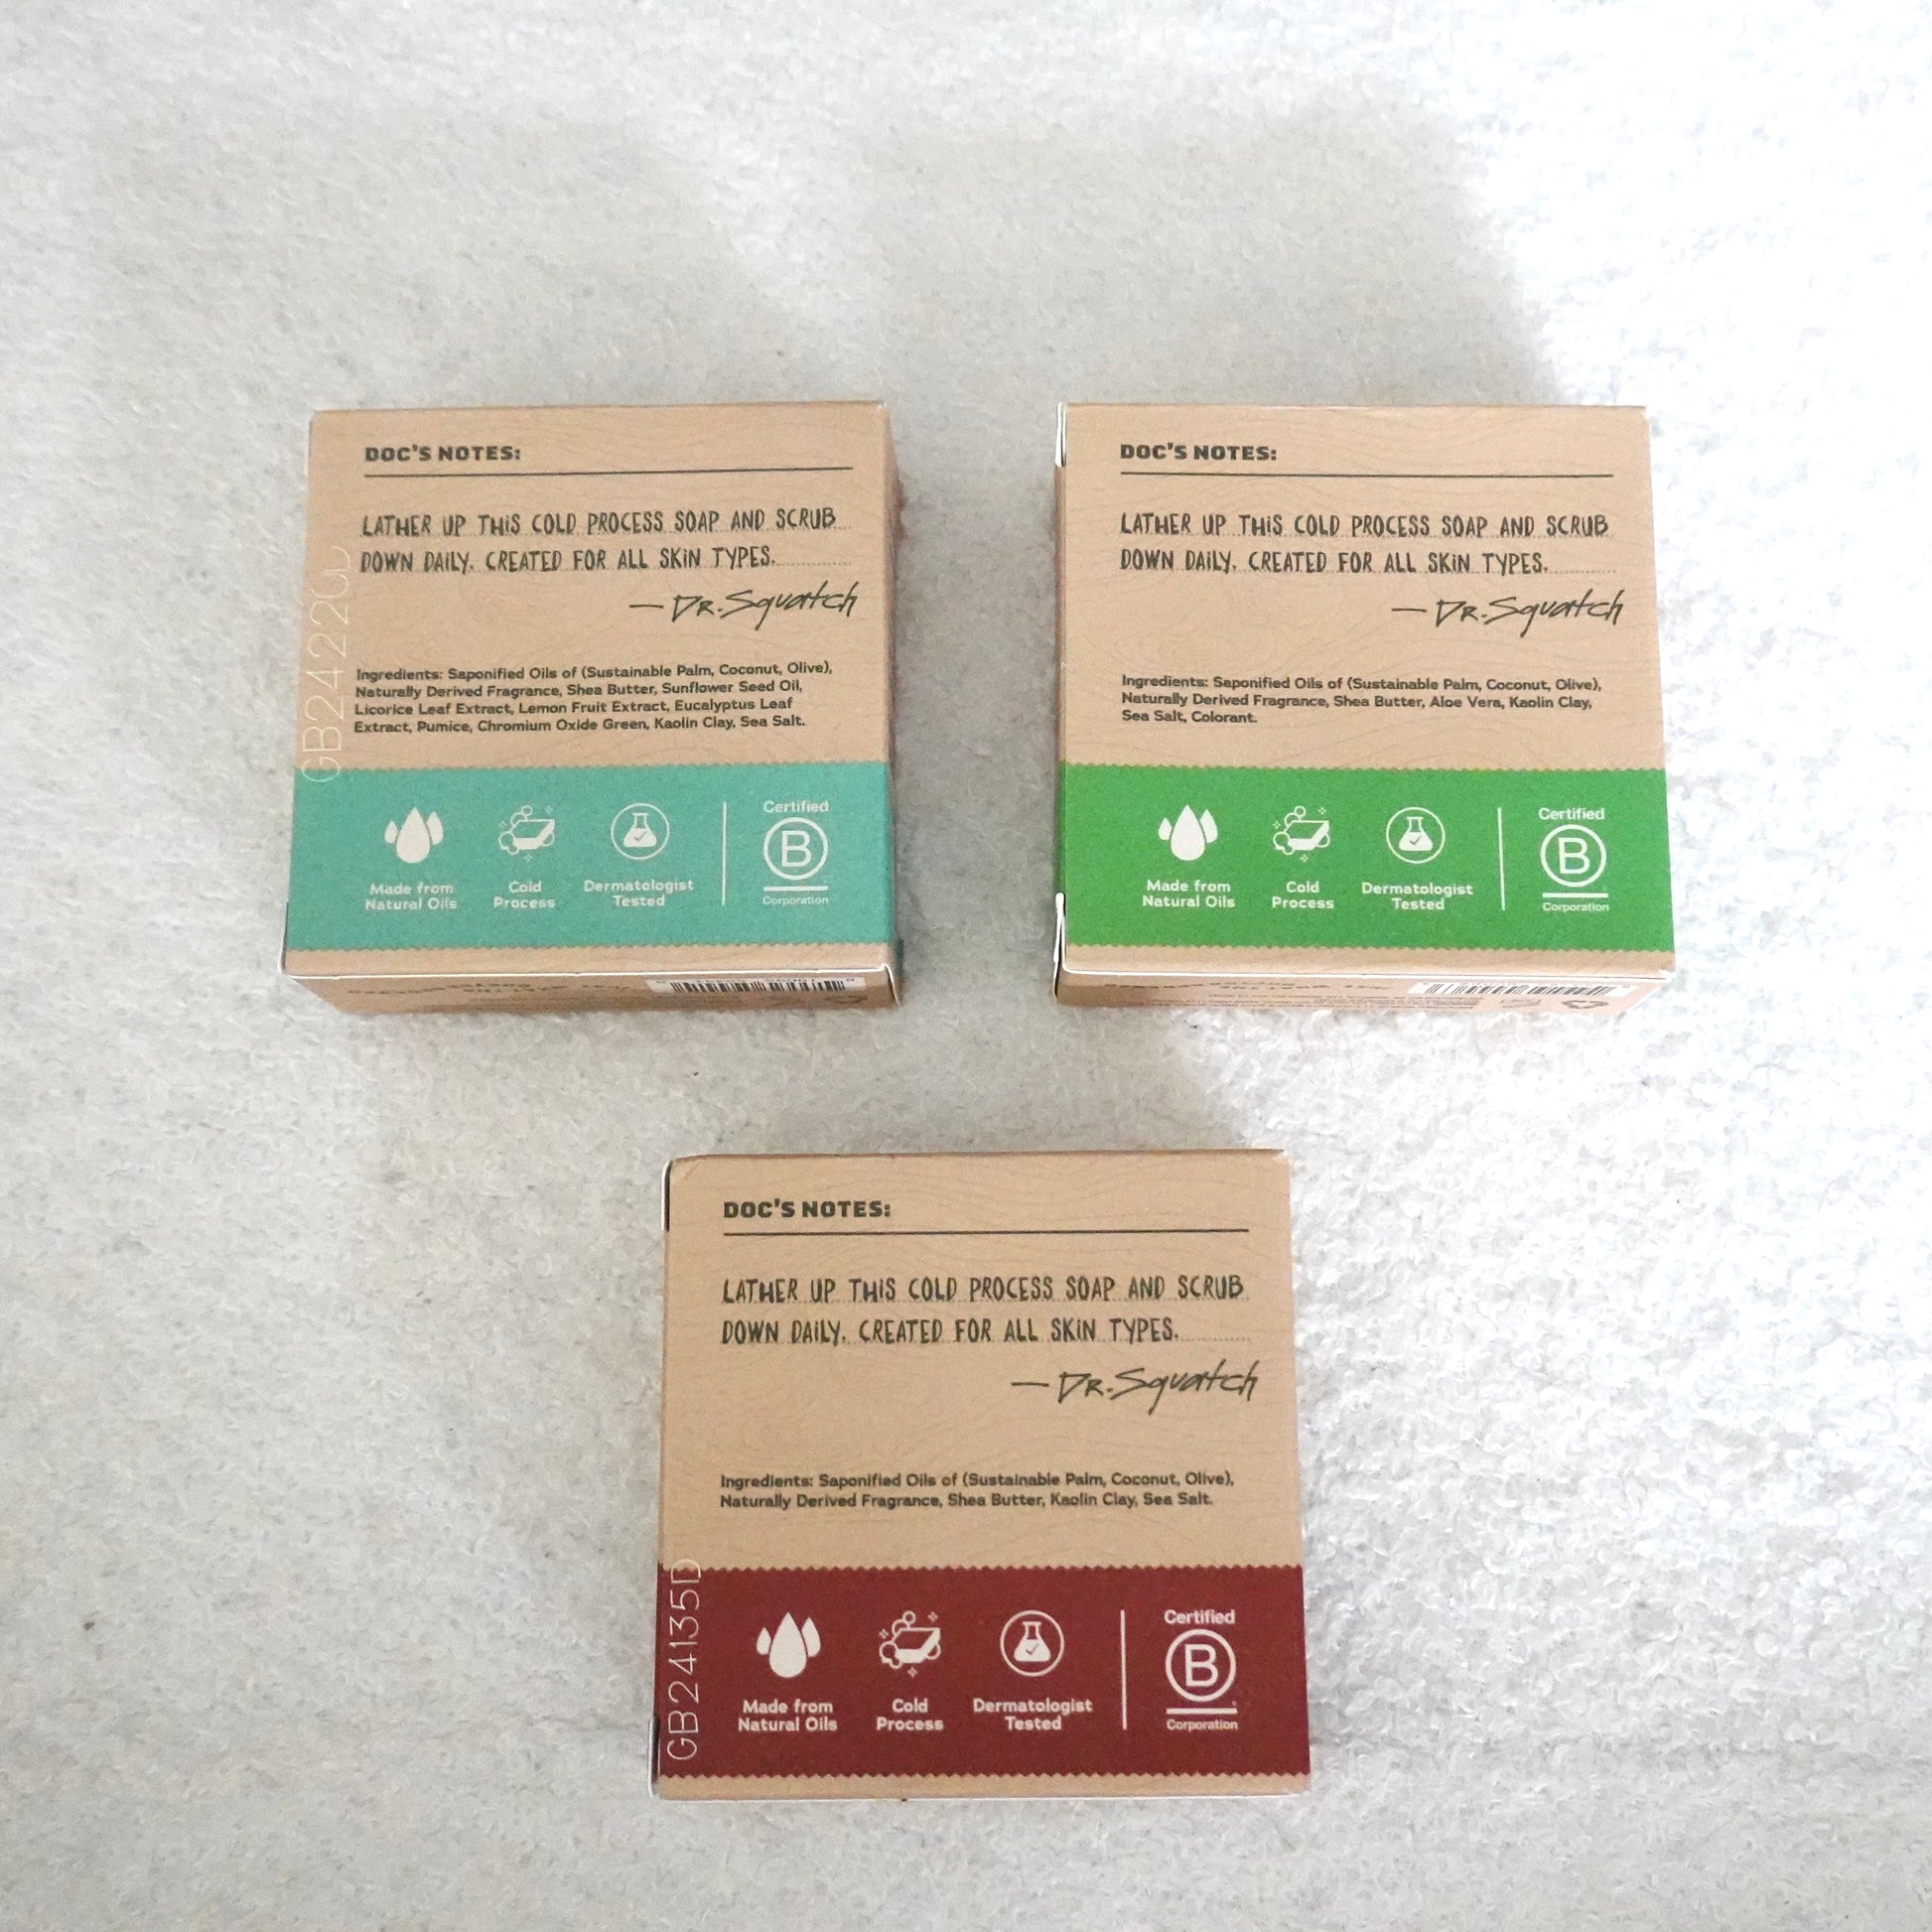 DOC'S NOTES:
LATHER UP THIS COLD PROCESS SOAP AND SCRUB
DOWN DAILY. CREATED FOR ALL SKIN TYPES.
— DR. Squatch
Ingredients: Saponified Oils of (Sustainable Palm, Coconut, Olive),
Naturally Derived Fragrance, Shea Butter, Sunflower Seed Oil,
Licorice Leaf Extract, Lemon Fruit Extract, Eucalyptus Leaf
Extract, Pumice, Chromium Oxide Green, Kaolin Clay, Sea Salt.
Made from
Natural Oils
Cold
Process
Dermatologist
Tested
Certified
B
Corporation
DOC'S NOTES:
LATHER UP THIS COLD PROCESS SOAP AND SCRUB
DOWN DAILY. CREATED FOR ALL SKIN TYPES.
— DR. Squatch
Ingredients: Saponified Oils of (Sustainable Palm, Coconut, Olive),
Naturally Derived Fragrance, Shea Butter, Aloe Vera, Kaolin Clay,
Sea Salt, Colorant.
Made from
Natural Oils
Cold
Process
Dermatologist
Tested
Certified
B
Corporation
DOC'S NOTES:
LATHER UP THIS COLD PROCESS SOAP AND SCRUB
DOWN DAILY. CREATED FOR ALL SKIN TYPES.
— DR. Squatch
Ingredients: Saponified Oils of (Sustainable Palm, Coconut, Olive),
Naturally Derived Fragrance, Shea Butter, Kaolin Clay, Sea Salt.
GB24135D
Made from
Natural Oils
Cold
Process
Dermatologist
Tested
Certified
B
Corporation